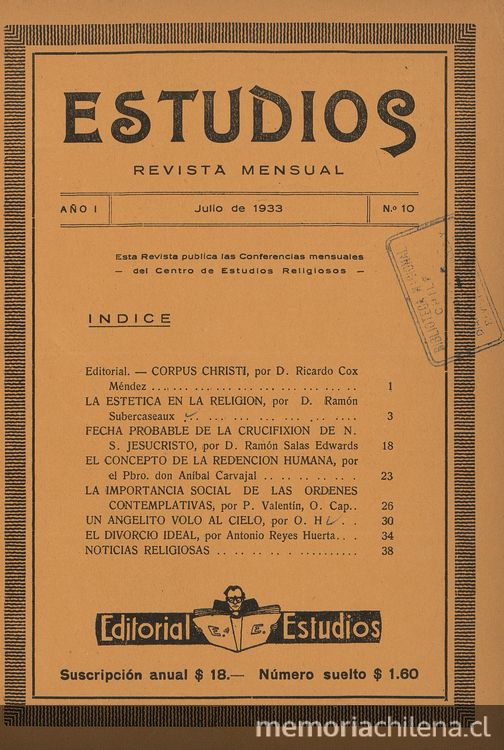 ESTUDIOS
REVISTA MENSUAL
AÑO I Julio de 1933 N.º 10
Esta Revista publica las Conferencias mensuales
— del Centro de Estudios Religiosos —
INDICE
Editorial. — CORPUS CHRISTI, por D. Ricardo Cox
Méndez ... 1
LA ESTETICA EN LA RELIGION, por D. Ramón
Subercaseaux ... 3
FECHA PROBABLE DE LA CRUCIFIXION DE N.
S. JESUCRISTO, por D. Ramón Salas Edwards 18
EL CONCEPTO DE LA REDENCION HUMANA, por
el Pbro. don Aníbal Carvajal ... 23
LA IMPORTANCIA SOCIAL DE LAS ORDENES
CONTEMPLATIVAS, por P. Valentín, O. Cap.. 26
UN ANGELITO VOLO AL CIELO, por O. H. . . 30
EL DIVORCIO IDEAL, por Antonio Reyes Huerta. . . 34
NOTICIAS RELIGIOSAS ... 38
Editorial E. E. Estudios
Suscripción anual $ 18.— Número suelto $ 1.60
BIBLIOTECA NACIONAL
CHILE
memoriachilena.cl